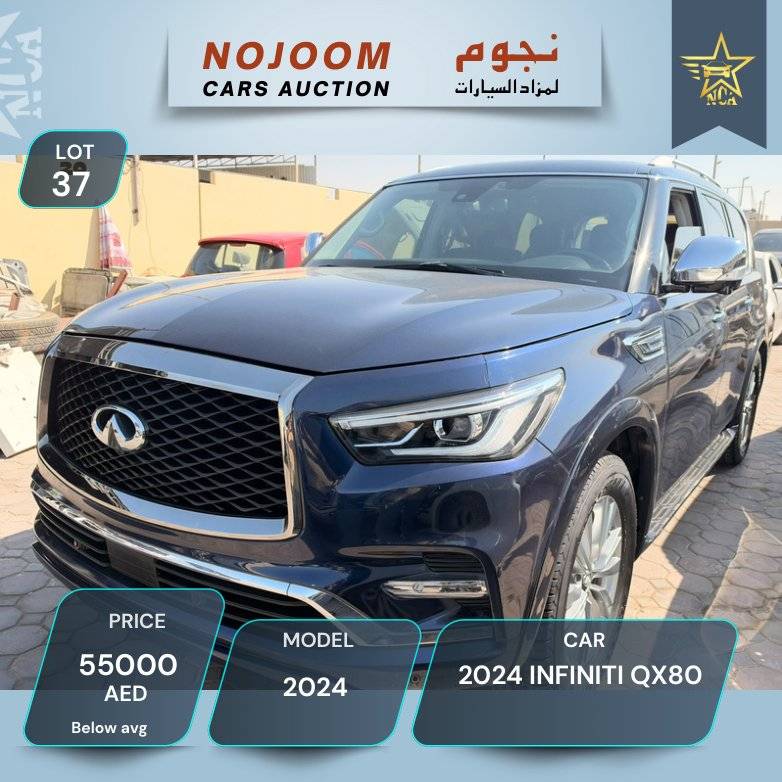 NOJOOM
CARS AUCTION
نجوم
لمزاد السيارات
NCA
NCA
LOT
37
PRICE
55000
AED
Below avg
MODEL
2024
CAR
2024 INFINITI QX80